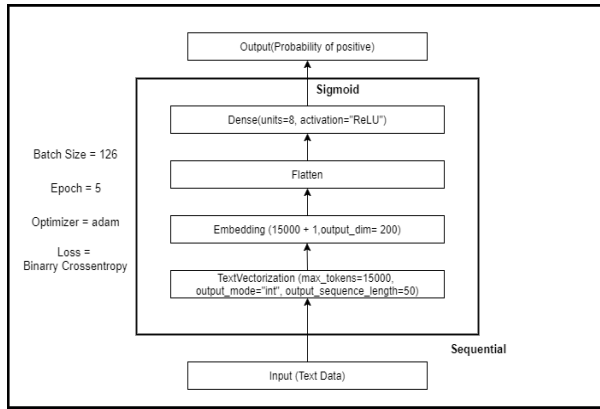 Output(Probability of positive)
Sigmoid
Dense(units=8, activation="ReLU")
Batch Size = 126
Flatten
Epoch = 5
Optimizer = adam
Embedding (15000 + 1,output_dim= 200)
Loss =
Binarry Crossentropy
TextVectorization (max_tokens=15000,
output_mode="int", output_sequence_length=50)
Sequential
Input (Text Data)